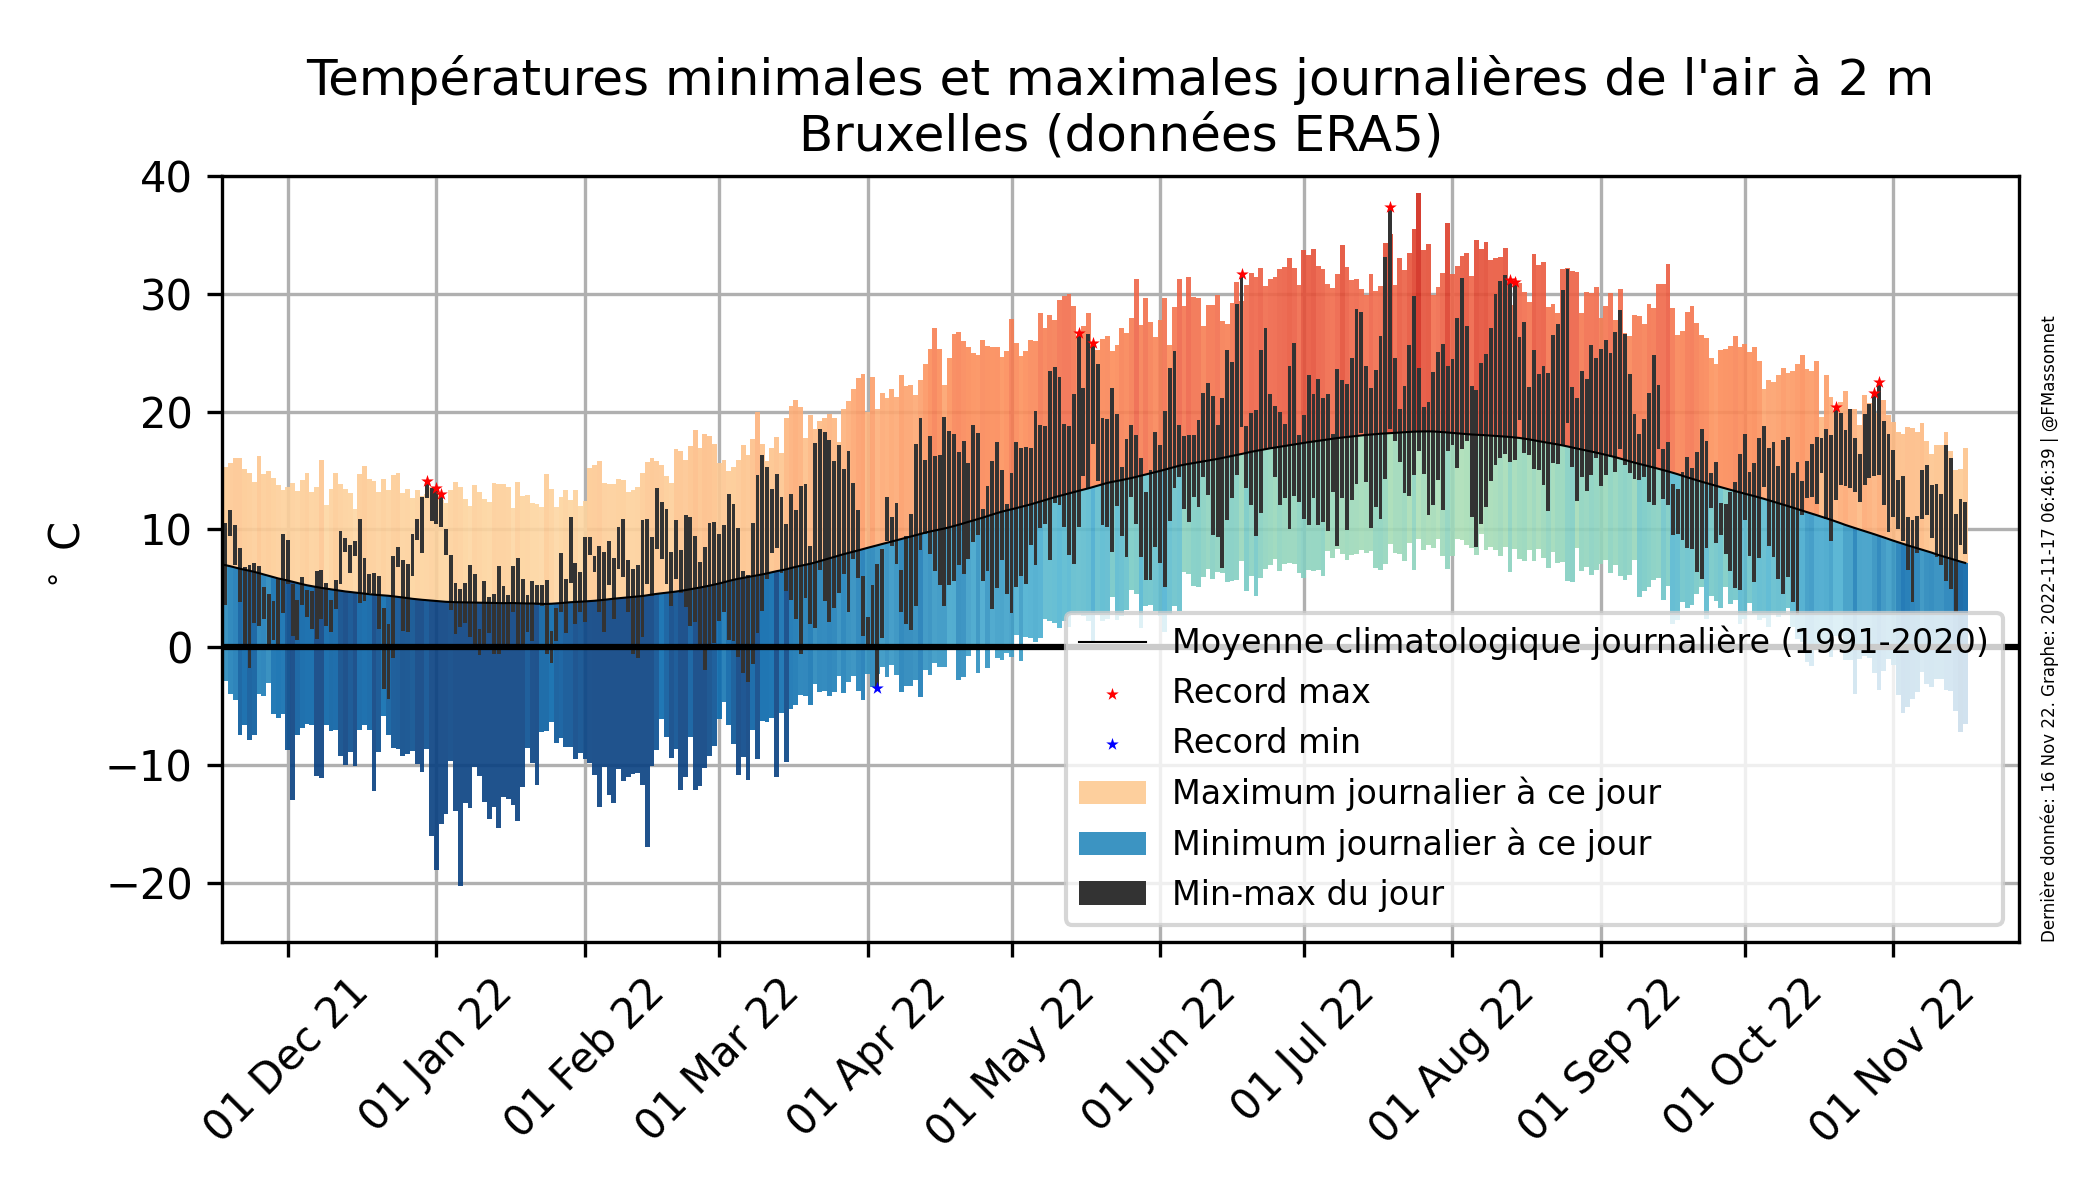 Températures minimales et maximales journalières de l'air à 2 m
Bruxelles (données ERA5)
° C
40
30
20
10
0
−10
−20
Moyenne climatologique journalière (1991-2020)
Record max
Record min
Maximum journalier à ce jour
Minimum journalier à ce jour
Min-max du jour
01 Dec 21
01 Jan 22
01 Feb 22
01 Mar 22
01 Apr 22
01 May 22
01 Jun 22
01 Jul 22
01 Aug 22
01 Sep 22
01 Oct 22
01 Nov 22
Dernière donnée: 16 Nov 22. Graphe: 2022-11-17 06:46:39 | @FMassonnet